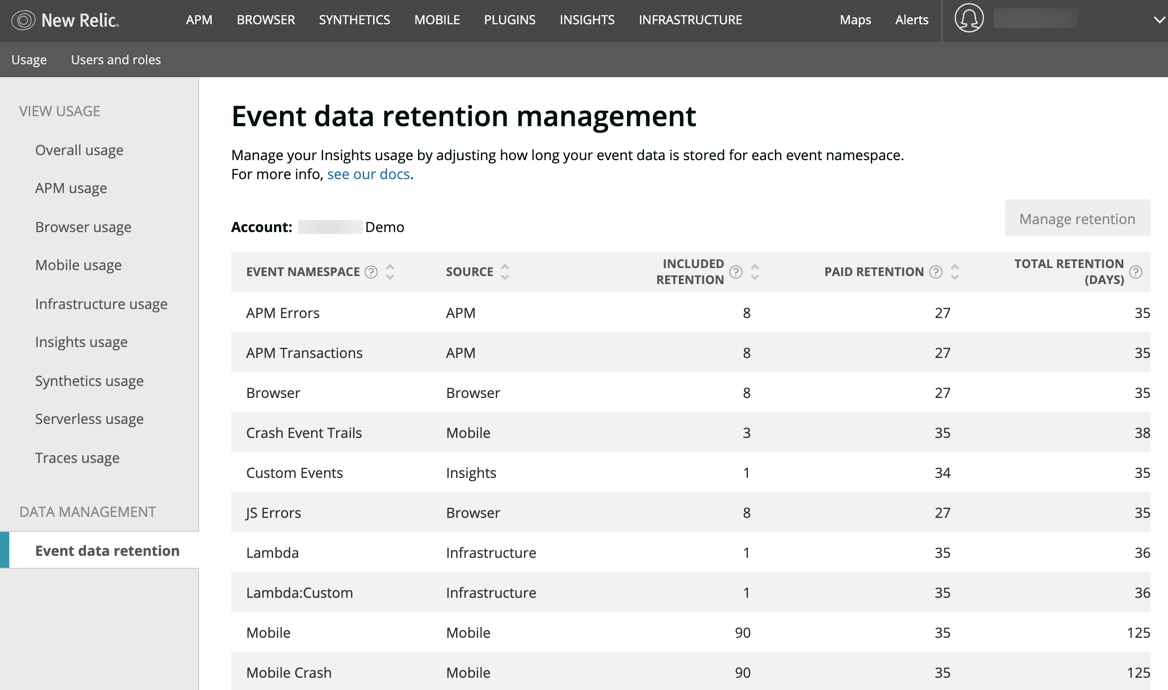 New Relic. APM BROWSER SYNTHETICS MOBILE PLUGINS INSIGHTS INFRASTRUCTURE Maps Alerts
Usage Users and roles
VIEW USAGE
Overall usage
APM usage
Browser usage
Mobile usage
Infrastructure usage
Insights usage
Synthetics usage
Serverless usage
Traces usage
DATA MANAGEMENT
Event data retention
Event data retention management
Manage your Insights usage by adjusting how long your event data is stored for each event namespace.
For more info, see our docs.
Account: Demo
Manage retention
EVENT NAMESPACE ? SOURCE INCLUDED RETENTION ? PAID RETENTION ? TOTAL RETENTION (DAYS) ?
APM Errors APM 8 27 35
APM Transactions APM 8 27 35
Browser Browser 8 27 35
Crash Event Trails Mobile 3 35 38
Custom Events Insights 1 34 35
JS Errors Browser 8 27 35
Lambda Infrastructure 1 35 36
Lambda:Custom Infrastructure 1 35 36
Mobile Mobile 90 35 125
Mobile Crash Mobile 90 35 125